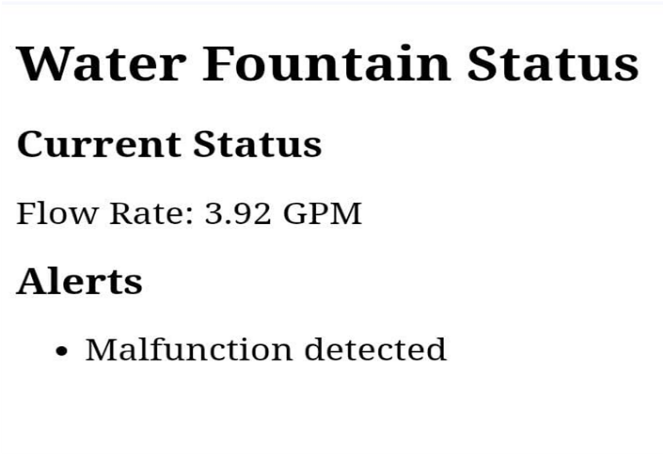 Water Fountain Status
Current Status
Flow Rate: 3.92 GPM
Alerts
• Malfunction detected